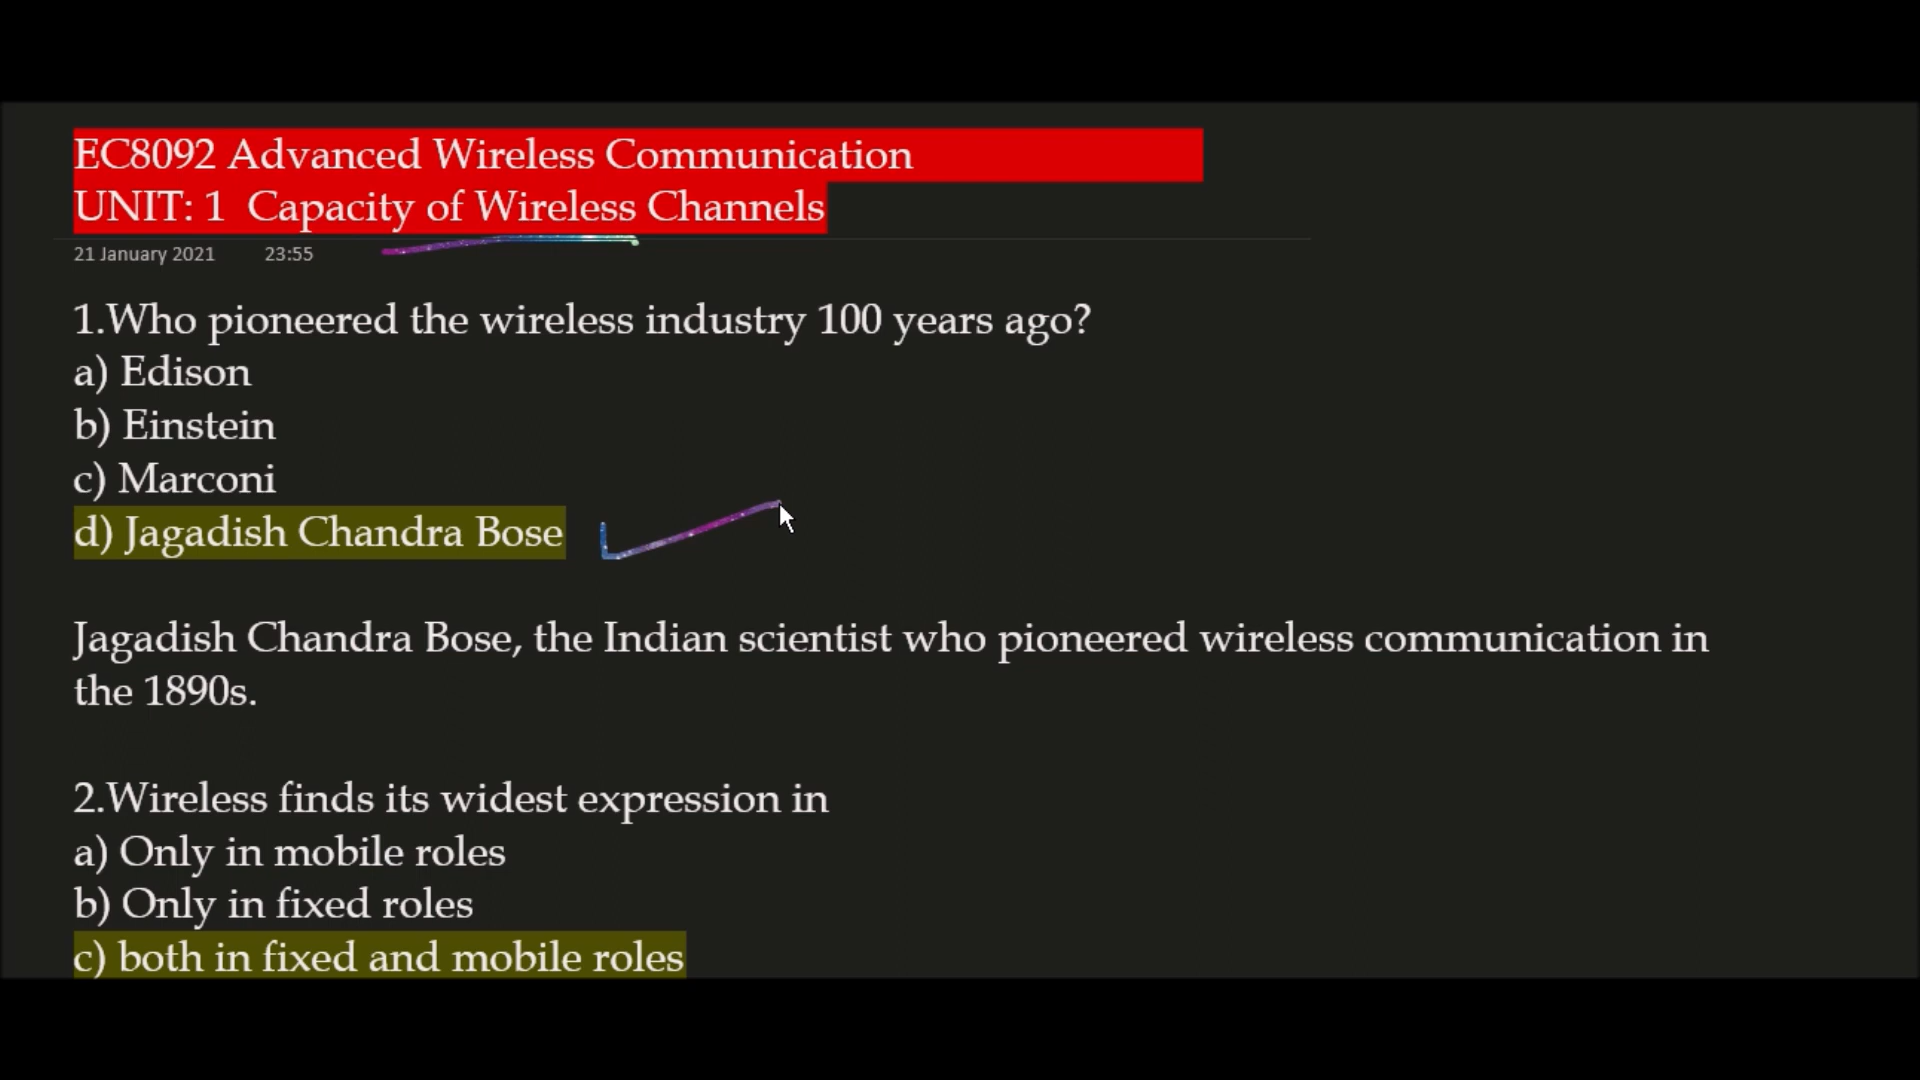 EC8092 Advanced Wireless Communication
UNIT: 1 Capacity of Wireless Channels
21 January 2021 23:55
1.Who pioneered the wireless industry 100 years ago?
a) Edison
b) Einstein
c) Marconi
d) Jagadish Chandra Bose
Jagadish Chandra Bose, the Indian scientist who pioneered wireless communication in
the 1890s.
2.Wireless finds its widest expression in
a) Only in mobile roles
b) Only in fixed roles
c) both in fixed and mobile roles